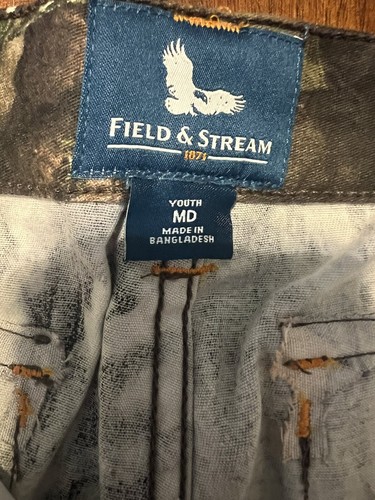 FIELD & STREAM
1871
YOUTH
MD
MADE IN
BANGLADESH